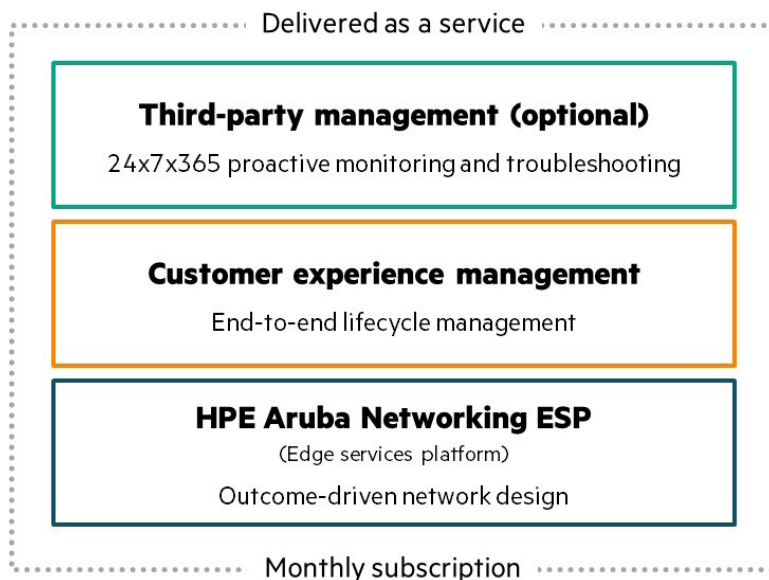 Delivered as a service
Third-party management (optional)
24x7x365 proactive monitoring and troubleshooting
Customer experience management
End-to-end lifecycle management
HPE Aruba Networking ESP
(Edge services platform)
Outcome-driven network design
Monthly subscription